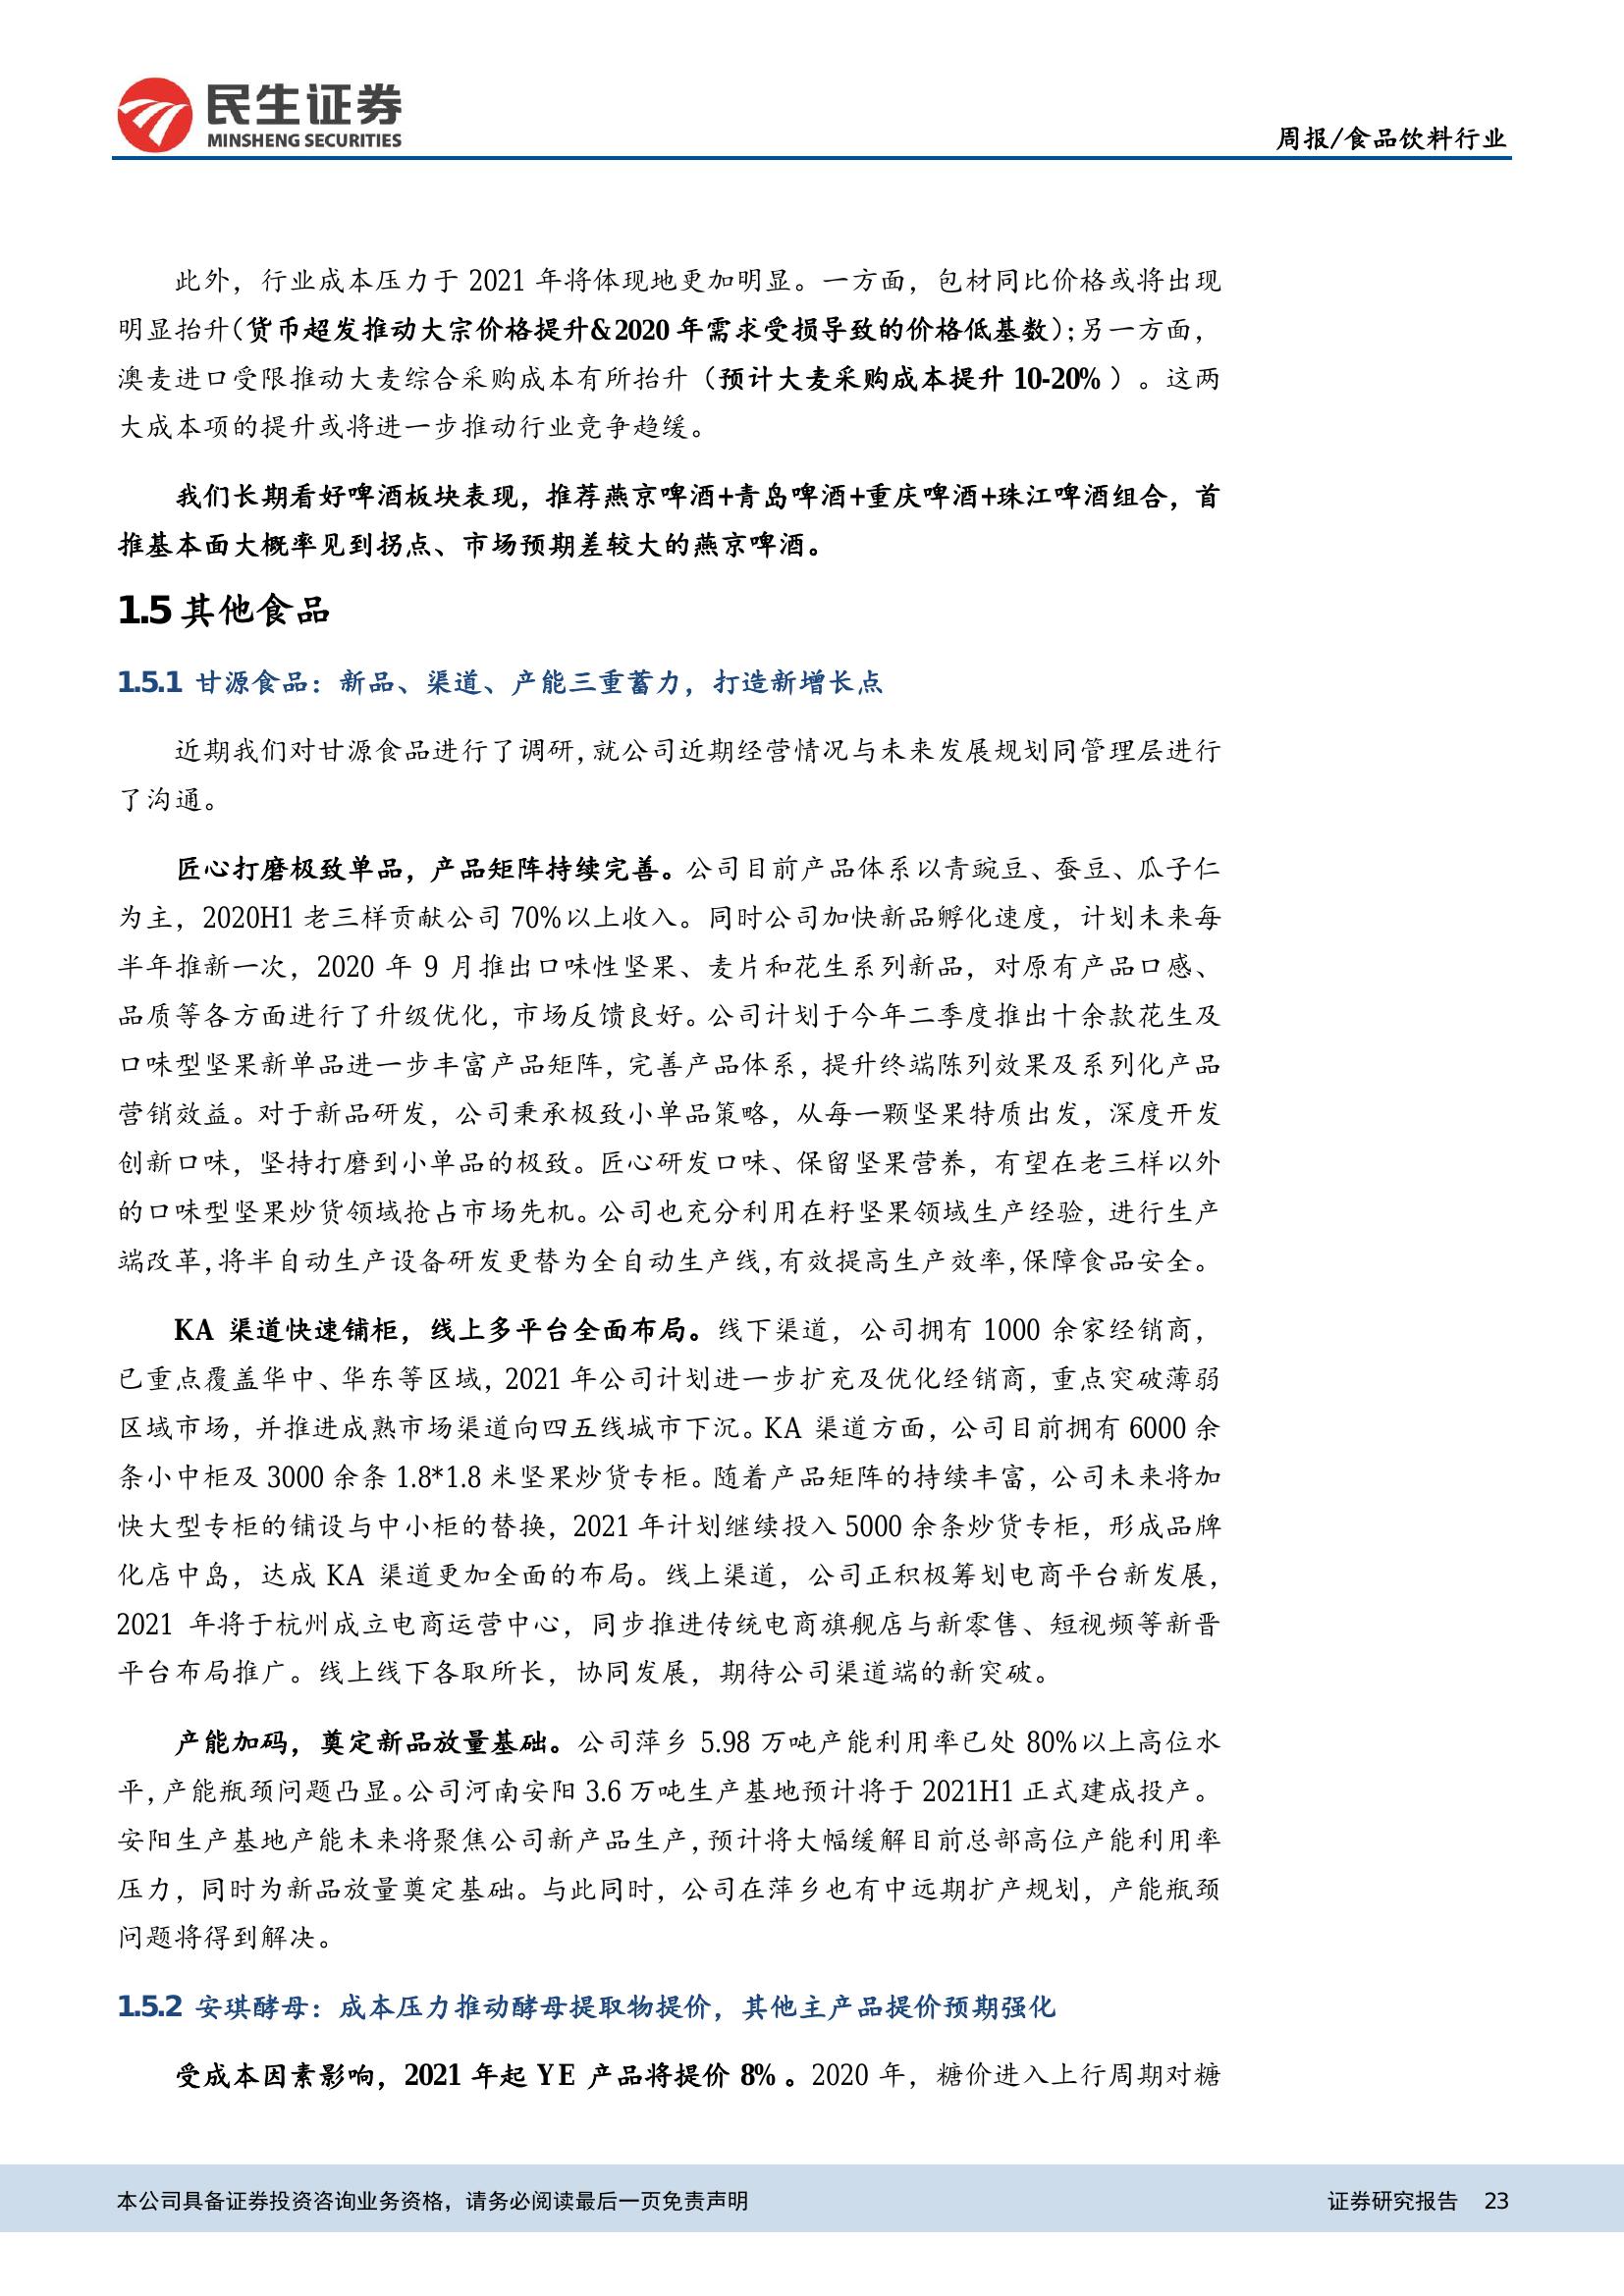 民生证券
MINSHENG SECURITIES
周报/食品饮料行业
此外，行业成本压力于 2021 年将体现地更加明显。一方面，包材同比价格或将出现
明显抬升（货币超发推动大宗价格提升&2020 年需求受损导致的价格低基数）；另一方面，
澳麦进口受限推动大麦综合采购成本有所抬升（预计大麦采购成本提升 10-20%）。这两
大成本项的提升或将进一步推动行业竞争趋缓。
我们长期看好啤酒板块表现，推荐燕京啤酒+青岛啤酒+重庆啤酒+珠江啤酒组合，首
推基本面大概率见到拐点、市场预期差较大的燕京啤酒。
1.5 其他食品
1.5.1 甘源食品：新品、渠道、产能三重蓄力，打造新增长点
近期我们对甘源食品进行了调研，就公司近期经营情况与未来发展规划同管理层进行
了沟通。
匠心打磨极致单品，产品矩阵持续完善。公司目前产品体系以青豌豆、蚕豆、瓜子仁
为主，2020H1 老三样贡献公司 70%以上收入。同时公司加快新品孵化速度，计划未来每
半年推新一次，2020 年 9 月推出口味性坚果、麦片和花生系列新品，对原有产品口感、
品质等各方面进行了升级优化，市场反馈良好。公司计划于今年二季度推出十余款花生及
口味型坚果新单品进一步丰富产品矩阵，完善产品体系，提升终端陈列效果及系列化产品
营销效益。对于新品研发，公司秉承极致小单品策略，从每一颗坚果特质出发，深度开发
创新口味，坚持打磨到小单品的极致。匠心研发口味、保留坚果营养，有望在老三样以外
的口味型坚果炒货领域抢占市场先机。公司也充分利用在籽坚果领域生产经验，进行生产
端改革，将半自动生产设备研发更替为全自动生产线，有效提高生产效率，保障食品安全。
KA 渠道快速铺柜，线上多平台全面布局。线下渠道，公司拥有 1000 余家经销商，
已重点覆盖华中、华东等区域，2021 年公司计划进一步扩充及优化经销商，重点突破薄弱
区域市场，并推进成熟市场渠道向四五线城市下沉。KA 渠道方面，公司目前拥有 6000 余
条小中柜及 3000 余条 1.8*1.8 米坚果炒货专柜。随着产品矩阵的持续丰富，公司未来将加
快大型专柜的铺设与中小柜的替换，2021 年计划继续投入 5000 余条炒货专柜，形成品牌
化店中岛，达成 KA 渠道更加全面的布局。线上渠道，公司正积极筹划电商平台新发展，
2021 年将于杭州成立电商运营中心，同步推进传统电商旗舰店与新零售、短视频等新晋
平台布局推广。线上线下各取所长，协同发展，期待公司渠道端的新突破。
产能加码，奠定新品放量基础。公司萍乡 5.98 万吨产能利用率已处 80%以上高位水
平，产能瓶颈问题凸显。公司河南安阳 3.6 万吨生产基地预计将于 2021H1 正式建成投产。
安阳生产基地产能未来将聚焦公司新产品生产，预计将大幅缓解目前总部高位产能利用率
压力，同时为新品放量奠定基础。与此同时，公司在萍乡也有中远期扩产规划，产能瓶颈
问题将得到解决。
1.5.2 安琪酵母：成本压力推动酵母提取物提价，其他主产品提价预期强化
受成本因素影响，2021 年起 YE 产品将提价 8%。2020 年，糖价进入上行周期对糖
本公司具备证券投资咨询业务资格，请务必阅读最后一页免责声明
证券研究报告 23